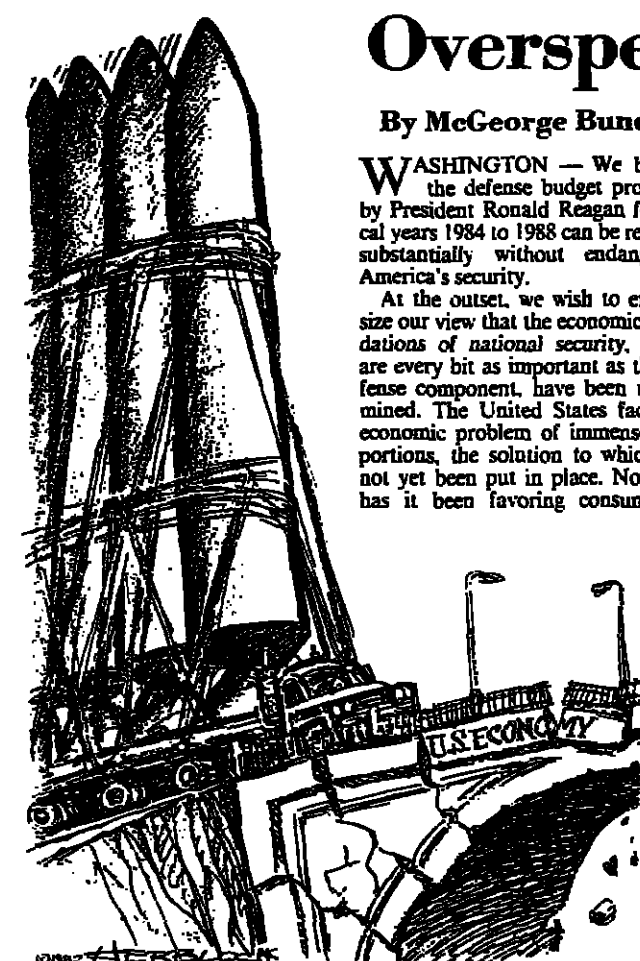 Overspe
By McGeorge Bund
WASHINGTON — We b
the defense budget pro
by President Ronald Reagan f
cal years 1984 to 1988 can be re
substantially without endan
America's security.
At the outset, we wish to e
size our view that the economic
dations of national security,
are every bit as important as t
fense component, have been
mined. The United States fac
economic problem of immens
portions, the solution to whic
not yet been put in place. No
has it been favoring consum
U.S. ECONOMY
HERBLOCK